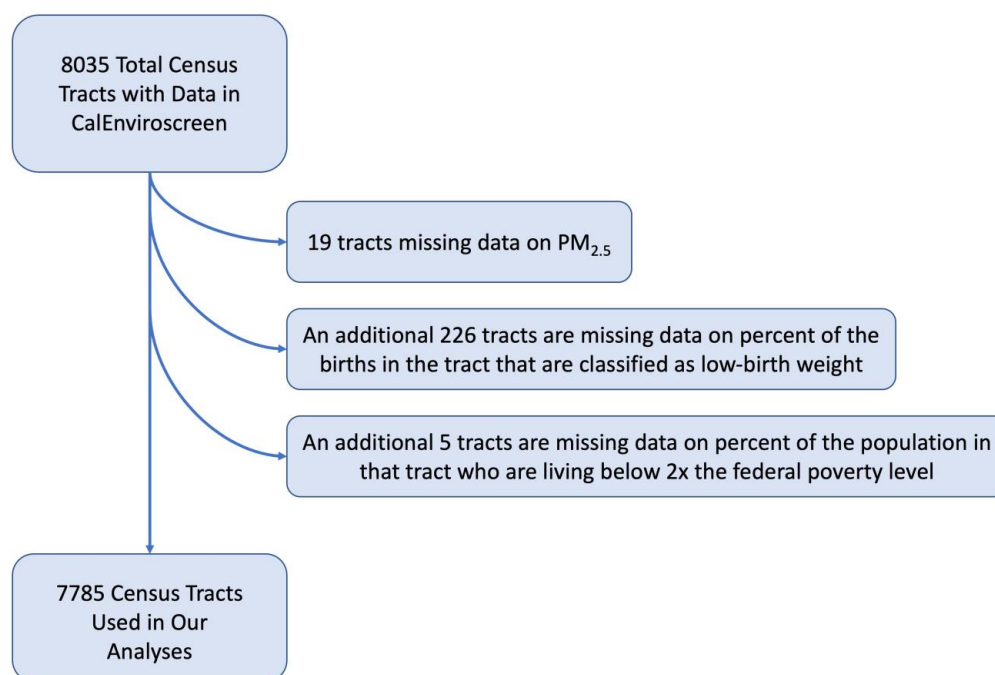 8035 Total Census
Tracts with Data in
CalEnviroscreen
19 tracts missing data on PM₂.₅
An additional 226 tracts are missing data on percent of the
births in the tract that are classified as low-birth weight
An additional 5 tracts are missing data on percent of the population in
that tract who are living below 2x the federal poverty level
7785 Census Tracts
Used in Our
Analyses